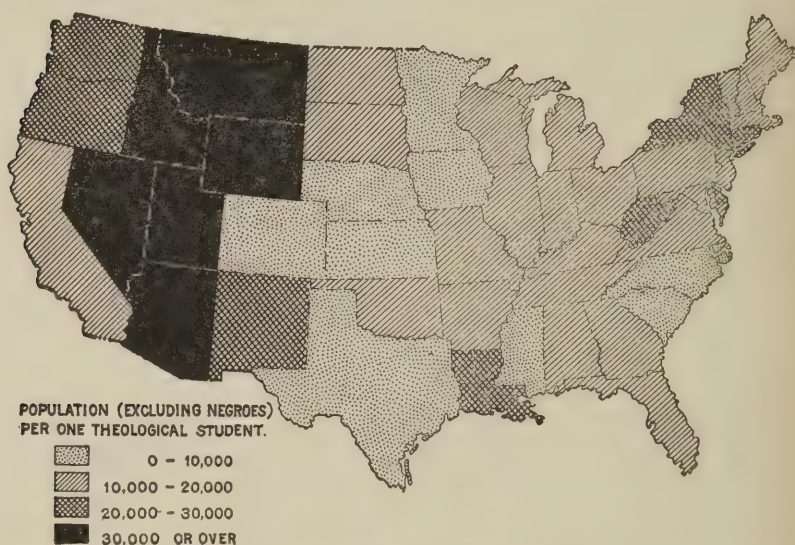 POPULATION (EXCLUDING NEGROES)
PER ONE THEOLOGICAL STUDENT.
0 – 10,000
10,000 – 20,000
20,000 – 30,000
30,000 OR OVER